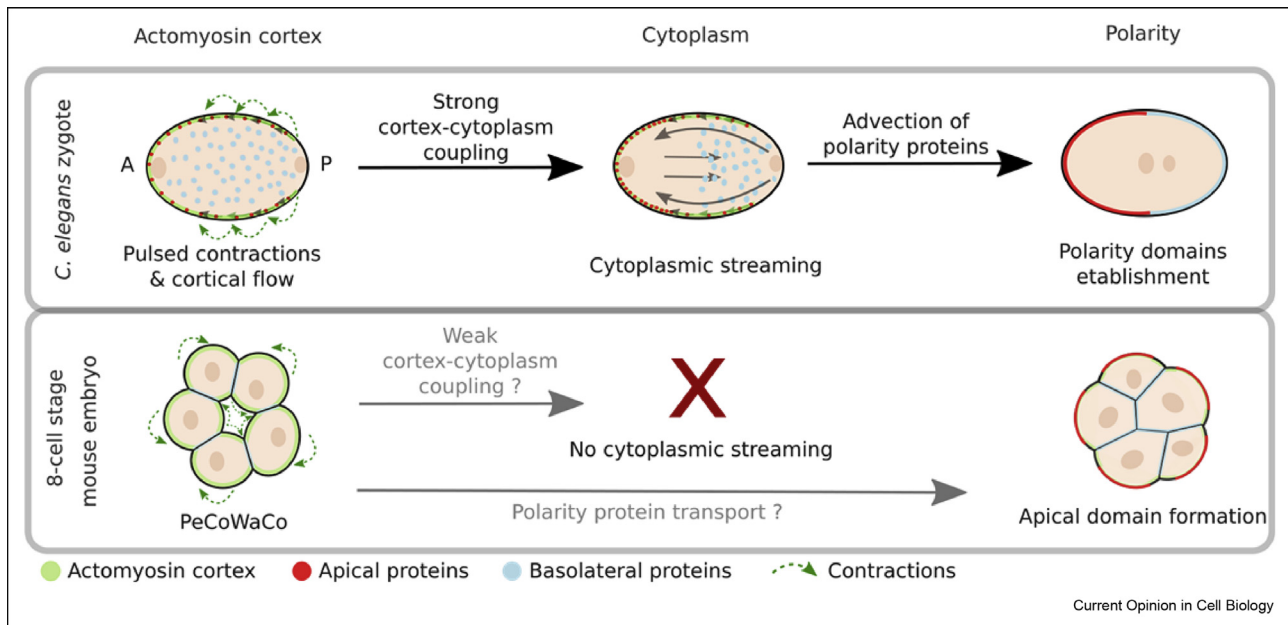 Actomyosin cortex
Cytoplasm
Polarity
C. elegans zygote
A
P
Pulsed contractions
& cortical flow
Strong
cortex-cytoplasm
coupling
Cytoplasmic streaming
Advection of
polarity proteins
Polarity domains
etablishment
8-cell stage
mouse embryo
PeCoWaCo
Weak
cortex-cytoplasm
coupling ?
X
No cytoplasmic streaming
Polarity protein transport ?
Apical domain formation
Actomyosin cortex
Apical proteins
Basolateral proteins
Contractions
Current Opinion in Cell Biology